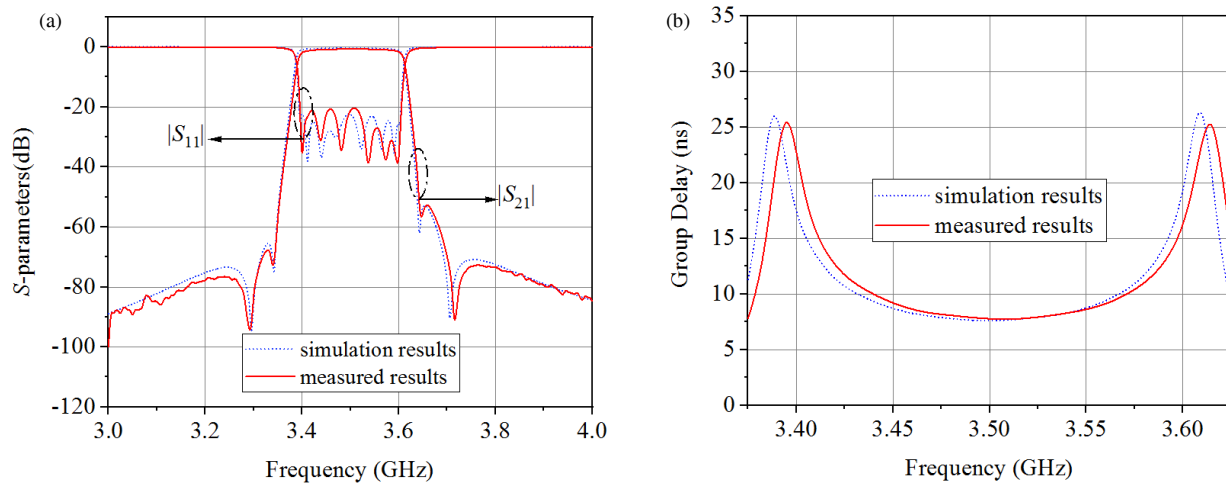 (a)
0
-20
-40
-60
-80
-100
-120
S-parameters(dB)
|S11|
|S21|
simulation results
measured results
3.0
3.2
3.4
3.6
3.8
4.0
Frequency (GHz)
(b)
35
30
25
20
15
10
5
0
Group Delay (ns)
simulation results
measured results
3.40
3.45
3.50
3.55
3.60
Frequency (GHz)